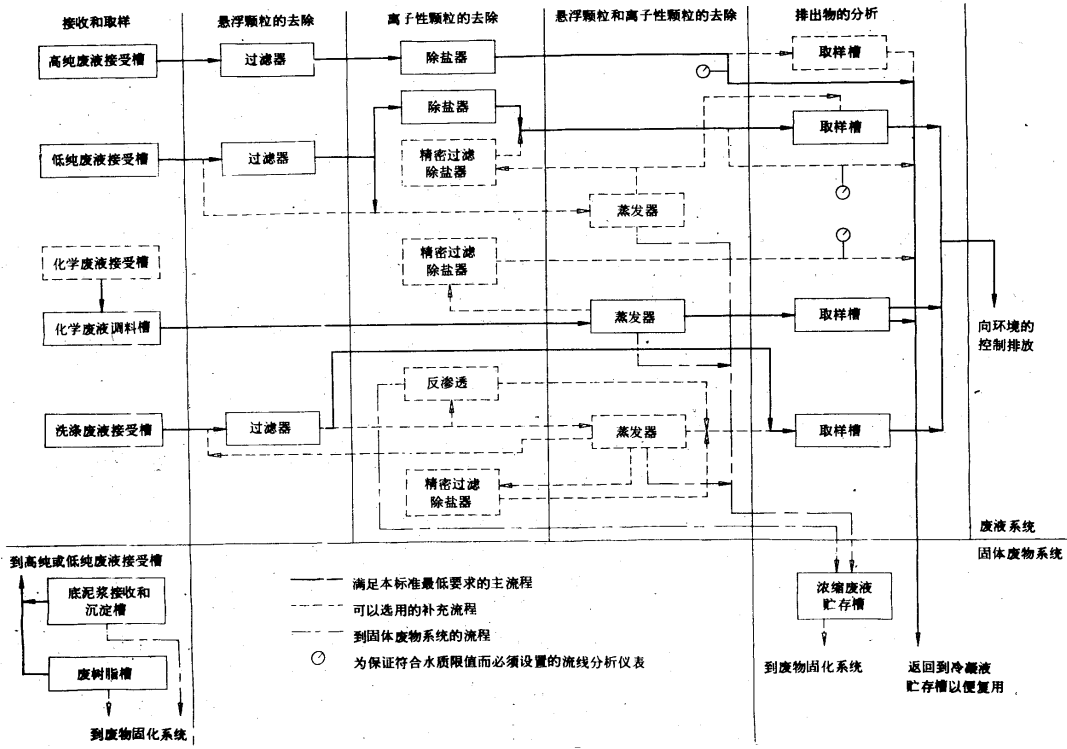 接收和取样
悬浮颗粒的去除
离子性颗粒的去除
悬浮颗粒和离子性颗粒的去除
排出物的分析
高纯废液接受槽
过滤器
除盐器
取样槽
除盐器
取样槽
低纯废液接受槽
过滤器
精密过滤
除盐器
蒸发器
化学废液接受槽
精密过滤
除盐器
化学废液调料槽
蒸发器
取样槽
向环境的
控制排放
反渗透
洗涤废液接受槽
过滤器
蒸发器
取样槽
精密过滤
除盐器
废液系统
固体废物系统
到高纯或低纯废液接受槽
底泥浆接收和
沉淀槽
废树脂槽
到废物固化系统
满足本标准最低要求的主流程
可以选用的补充流程
到固体废物系统的流程
为保证符合水质限值而必须设置的流线分析仪表
浓缩废液
贮存槽
到废物固化系统
返回到冷凝液
贮存槽以便复用